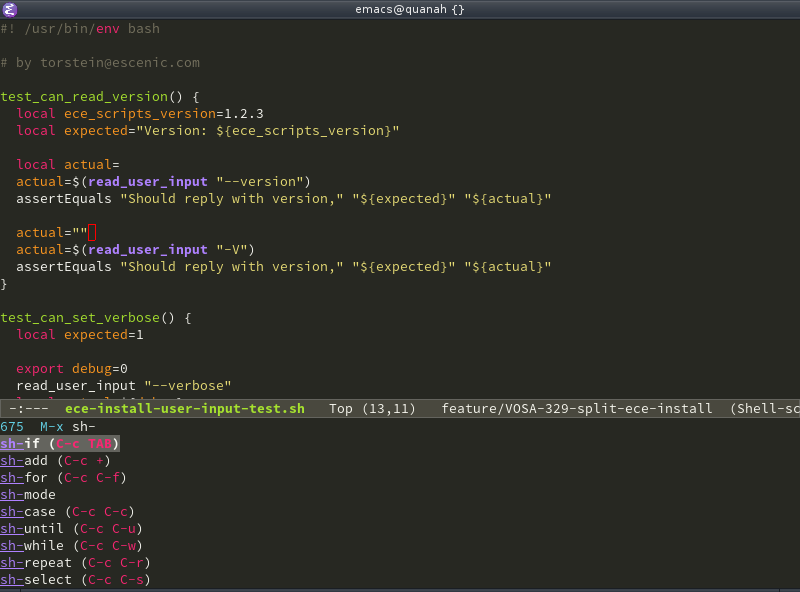 emacs@quanah {}
#! /usr/bin/env bash
# by torstein@escenic.com
test_can_read_version() {
  local ece_scripts_version=1.2.3
  local expected="Version: ${ece_scripts_version}"
  local actual=
  actual=$(read_user_input "--version")
  assertEquals "Should reply with version," "${expected}" "${actual}"
  actual=""
  actual=$(read_user_input "-V")
  assertEquals "Should reply with version," "${expected}" "${actual}"
}
test_can_set_verbose() {
  local expected=1
  export debug=0
  read_user_input "--verbose"
-:---  ece-install-user-input-test.sh   Top (13,11)   feature/VOSA-329-split-ece-install  (Shell-sc
675  M-x sh-
sh-if (C-c TAB)
sh-add (C-c +)
sh-for (C-c C-f)
sh-mode
sh-case (C-c C-c)
sh-until (C-c C-u)
sh-while (C-c C-w)
sh-repeat (C-c C-r)
sh-select (C-c C-s)